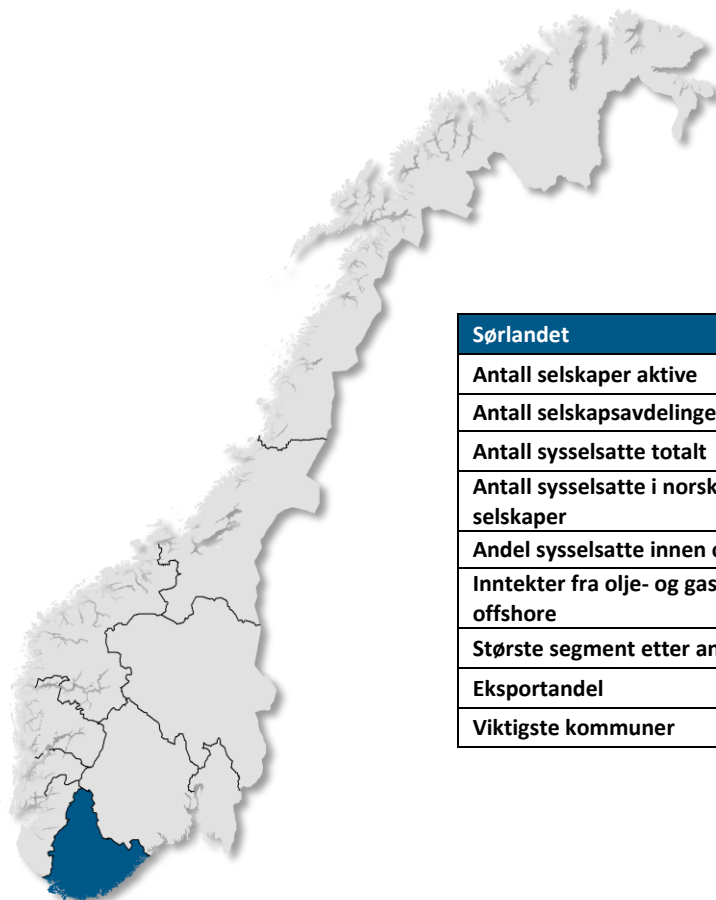 Sørlandet
Antall selskaper aktive
Antall selskapsavdelinge
Antall sysselsatte totalt
Antall sysselsatte i norsk
selskaper
Andel sysselsatte innen
Inntekter fra olje- og gas
offshore
Største segment etter an
Eksportandel
Viktigste kommuner